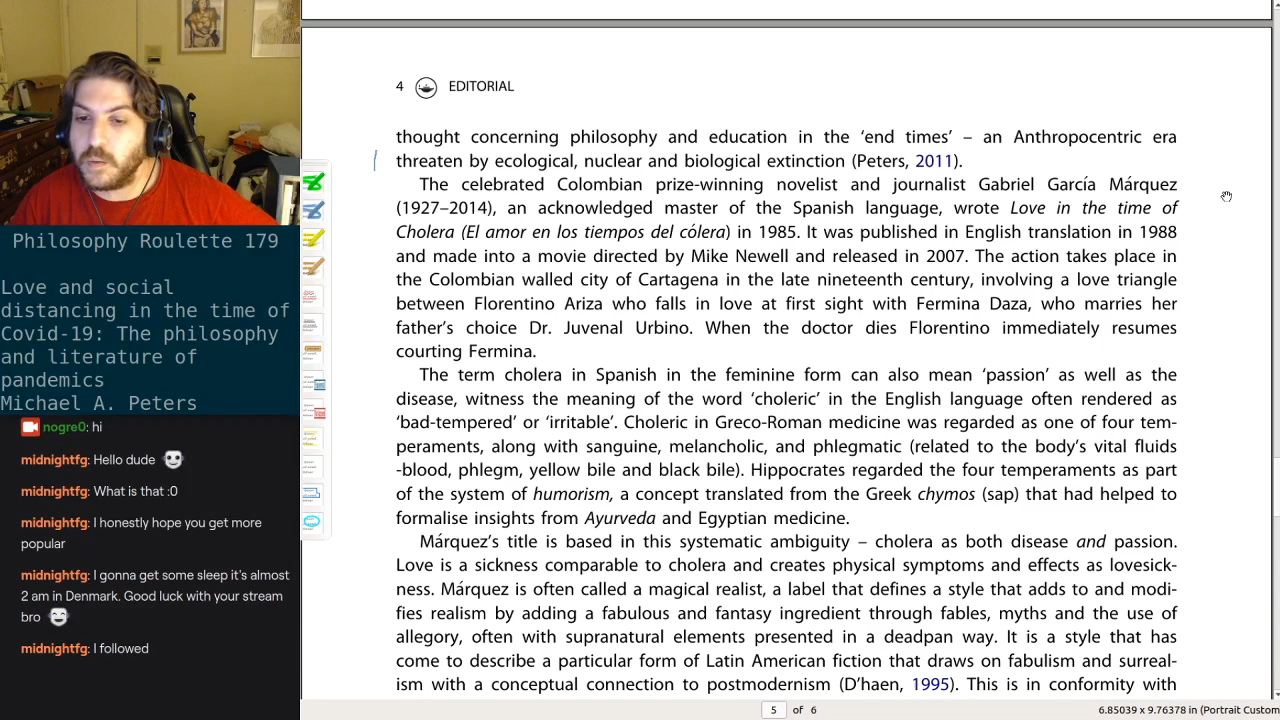 4 EDITORIAL
thought concerning philosophy and education in the 'end times' – an Anthropocentric era
threaten by ecological, nuclear and biological extinction (Peters, 2011).
The celebrated Colombian prize-winning novelist and journalist Gabriel García Márquez
(1927–2014), an acknowledged master of the Spanish language, wrote Love in the time of
Cholera (El amor en los tiempos del cólera) in 1985. It was published in English translation in 1988
and made into a movie directed by Mike Newell and released in 2007. The action takes place in
the Colombian walled city of Cartagena in the late nineteenth century, involving a love triangle
between Florentino Ariza who falls in love at first sight with Fermina Daza who marries her
father's choice Dr. Juvenal Urbino. When the doctor dies Florentino immediately resumes
courting Fermina.
The term cholera in Spanish in the feminine form can also mean 'passion' as well as the
disease, witness the meaning of the word 'choleric' in the English language often rendered as
'bad-tempered' or irritable. Choleric in Greco-Roman medicine was regarded as one of four tem-
peraments along with sanguine, melancholic, and phlegmatic related to the body's vital fluids
-blood, phlegm, yellow bile and black bile. Hippocrates regarded the four temperaments as part
of the system of humours, a concept translated from the Greek chymos (juice) that had helped to
formalise insights from Ayurveda and Egyptian medicine.
Márquez's title is based in this systematic ambiguity – cholera as both disease and passion.
Love is a sickness comparable to cholera and creates physical symptoms and effects as lovesick-
ness. Márquez is often called a magical realist, a label that defines a style that adds to and modi-
fies realism by adding a fabulous and fantasy ingredient through fables, myths and the use of
allegory, often with supranatural elements presented in a deadpan way. It is a style that has
come to describe a particular form of Latin American fiction that draws on fabulism and surreal-
ism with a conceptual connection to postmodernism (D'haen, 1995). This is in conformity with
5 of 6
6.85039 x 9.76378 in (Portrait Custom
Philosophy Roulette 179
Love and social
distancing in the time of
Covid-19: The philosophy
and literature of
pandemics
Michael A. Peters
nogre0: hi
midnightfg: Hello dude
midnightfg: What is that :0
midnightfg: I honestly hope you get more
popular
midnightfg: I gonna get some sleep it's almost
2 am in Denmark. Good luck with your stream
bro
midnightfg: I followed